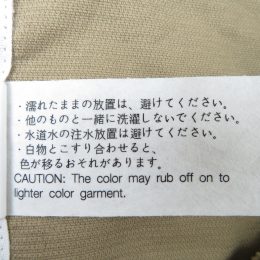 ・濡れたままの放置は、避けてください。
・他のものと一緒に洗濯しないでください。
・水道水の注水放置は避けてください。
・白物とこすり合わせると、
色が移るおそれがあります。
CAUTION: The color may rub off on to
lighter color garment.